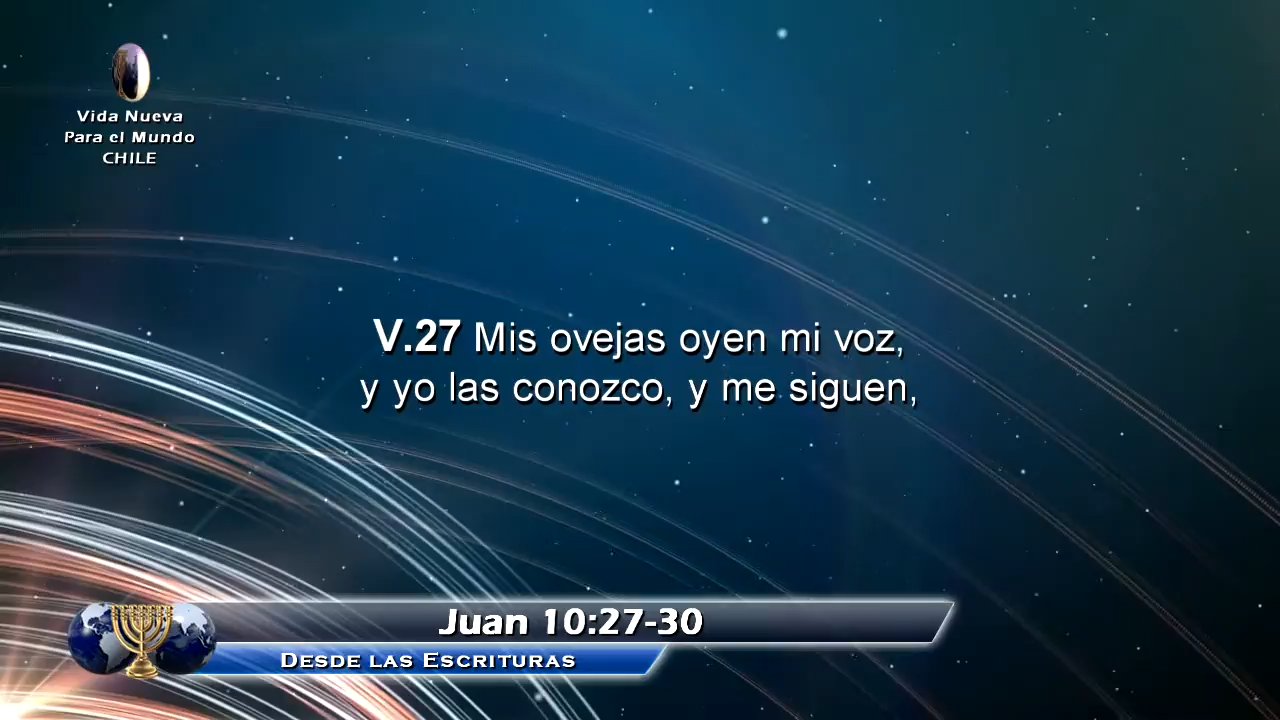 Vida Nueva
Para el Mundo
CHILE
V.27 Mis ovejas oyen mi voz,
y yo las conozco, y me siguen,
Juan 10:27-30
Desde las Escrituras